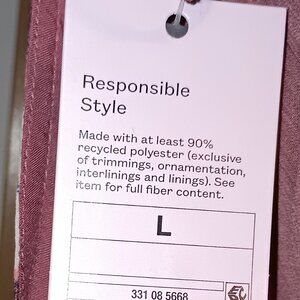 Responsible
Style
Made with at least 90%
recycled polyester (exclusive
of trimmings, ornamentation,
interlinings and linings). See
item for full fiber content.
L
331 08 5668